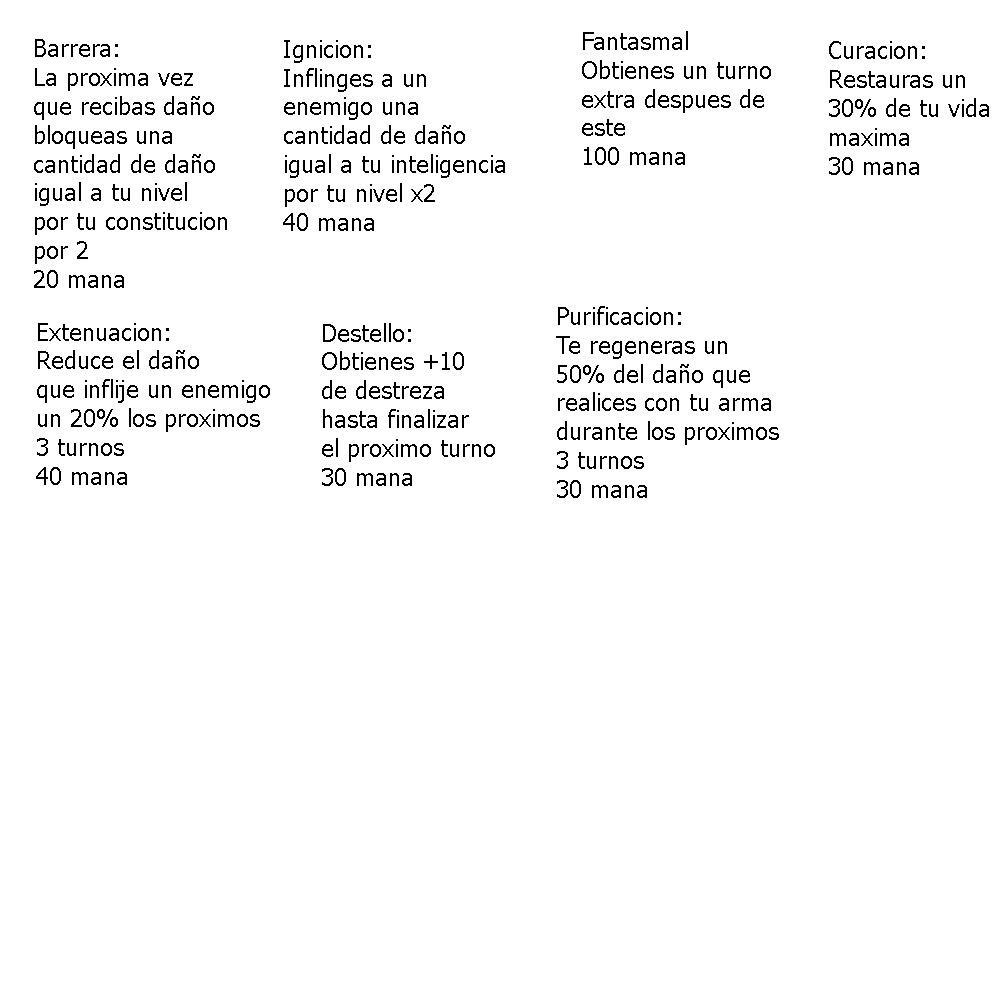 Barrera:
La proxima vez
que recibas daño
bloqueas una
cantidad de daño
igual a tu nivel
por tu constitucion
por 2
20 mana
Ignicion:
Inflinges a un
enemigo una
cantidad de daño
igual a tu inteligencia
por tu nivel x2
40 mana
Fantasmal
Obtienes un turno
extra despues de
este
100 mana
Curacion:
Restauras un
30% de tu vida
maxima
30 mana
Extenuacion:
Reduce el daño
que inflije un enemigo
un 20% los proximos
3 turnos
40 mana
Destello:
Obtienes +10
de destreza
hasta finalizar
el proximo turno
30 mana
Purificacion:
Te regeneras un
50% del daño que
realices con tu arma
durante los proximos
3 turnos
30 mana